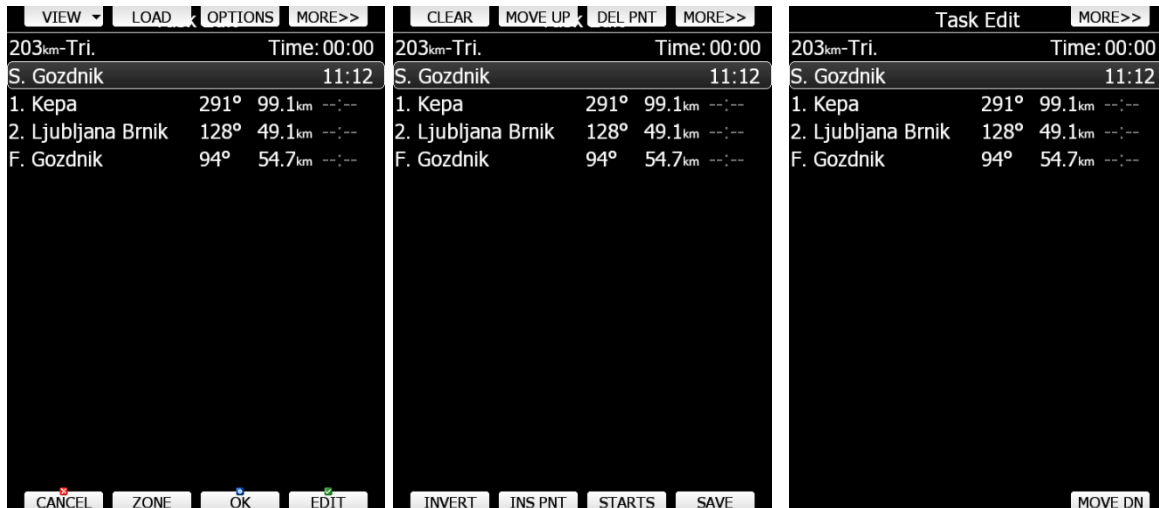 VIEW LOAD OPTIONS MORE>>
203km-Tri. Time: 00:00
S. Gozdnik 11:12
1. Kepa 291° 99.1km --:--
2. Ljubljana Brnik 128° 49.1km --:--
F. Gozdnik 94° 54.7km --:--
CANCEL ZONE OK EDIT
CLEAR MOVE UP DEL PNT MORE>>
203km-Tri. Time: 00:00
S. Gozdnik 11:12
1. Kepa 291° 99.1km --:--
2. Ljubljana Brnik 128° 49.1km --:--
F. Gozdnik 94° 54.7km --:--
INVERT INS PNT STARTS SAVE
Task Edit MORE>>
203km-Tri. Time: 00:00
S. Gozdnik 11:12
1. Kepa 291° 99.1km --:--
2. Ljubljana Brnik 128° 49.1km --:--
F. Gozdnik 94° 54.7km --:--
MOVE DN